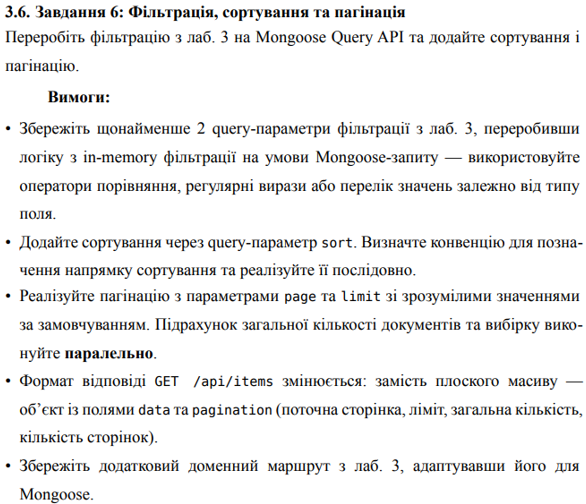 3.6. Завдання 6: Фільтрація, сортування та пагінація
Переробіть фільтрацію з лаб. 3 на Mongoose Query API та додайте сортування і
пагінацію.
Вимоги:
• Збережіть щонайменше 2 query-параметри фільтрації з лаб. 3, переробивши
логіку з in-memory фільтрації на умови Mongoose-запиту — використовуйте
оператори порівняння, регулярні вирази або перелік значень залежно від типу
поля.
• Додайте сортування через query-параметр sort. Визначте конвенцію для позна-
чення напрямку сортування та реалізуйте її послідовно.
• Реалізуйте пагінацію з параметрами page та limit зі зрозумілими значеннями
за замовчуванням. Підрахунок загальної кількості документів та вибірку вико-
нуйте паралельно.
• Формат відповіді GET /api/items змінюється: замість плоского масиву —
об’єкт із полями data та pagination (поточна сторінка, ліміт, загальна кількість,
кількість сторінок).
• Збережіть додатковий доменний маршрут з лаб. 3, адаптувавши його для
Mongoose.